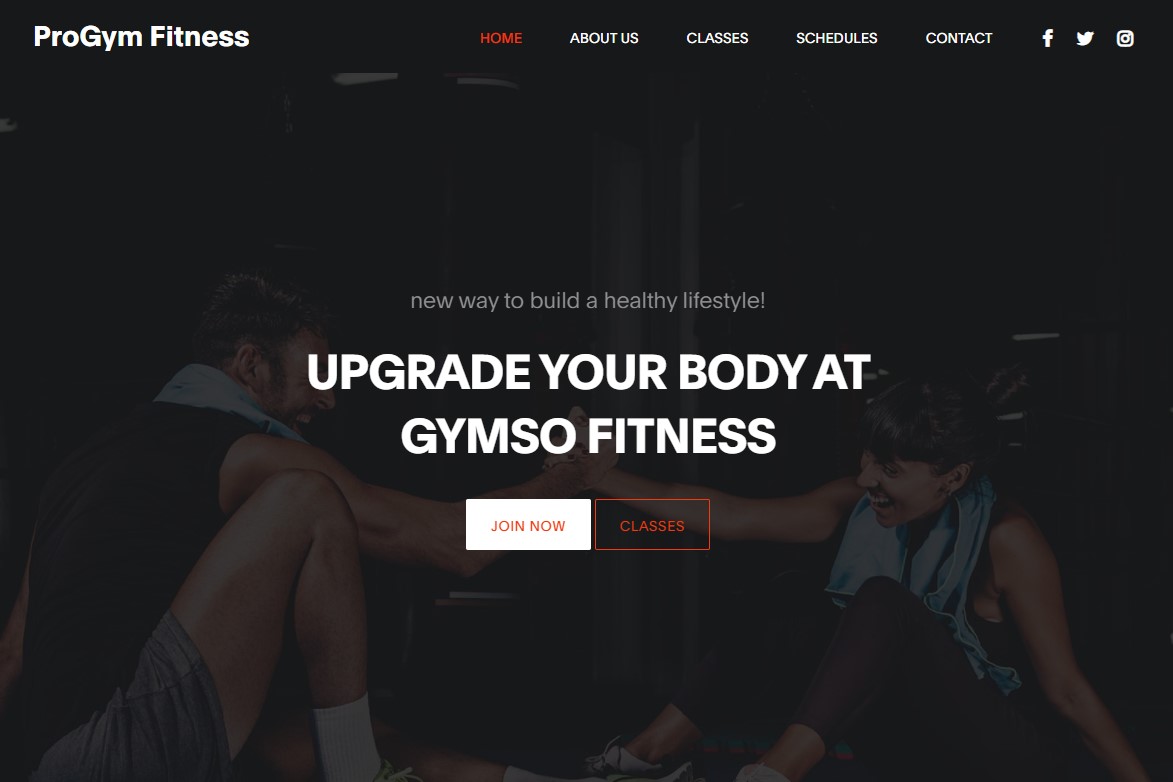 ProGym Fitness
HOME ABOUT US CLASSES SCHEDULES CONTACT
new way to build a healthy lifestyle!
UPGRADE YOUR BODY AT
GYMSO FITNESS
JOIN NOW CLASSES